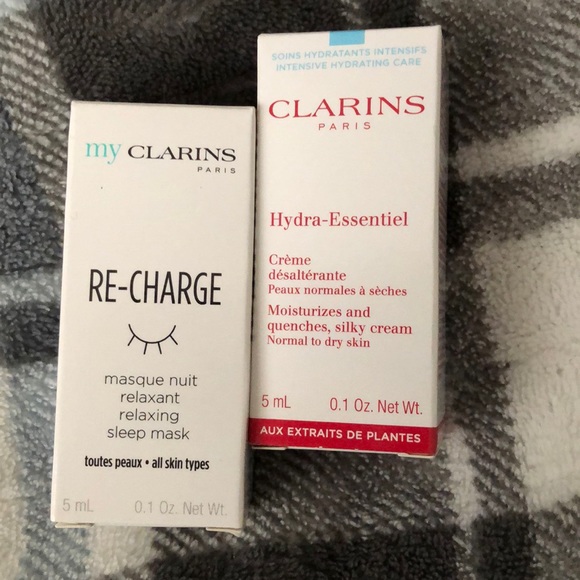 my CLARINS
PARIS
RE-CHARGE
masque nuit
relaxant
relaxing
sleep mask
toutes peaux • all skin types
5 mL 0.1 Oz. Net Wt.
SOINS HYDRATANTS INTENSIFS
INTENSIVE HYDRATING CARE
CLARINS
PARIS
Hydra-Essentiel
Crème
désaltérante
Peaux normales à sèches
Moisturizes and
quenches, silky cream
Normal to dry skin
5 mL 0.1 Oz. Net Wt.
AUX EXTRAITS DE PLANTES